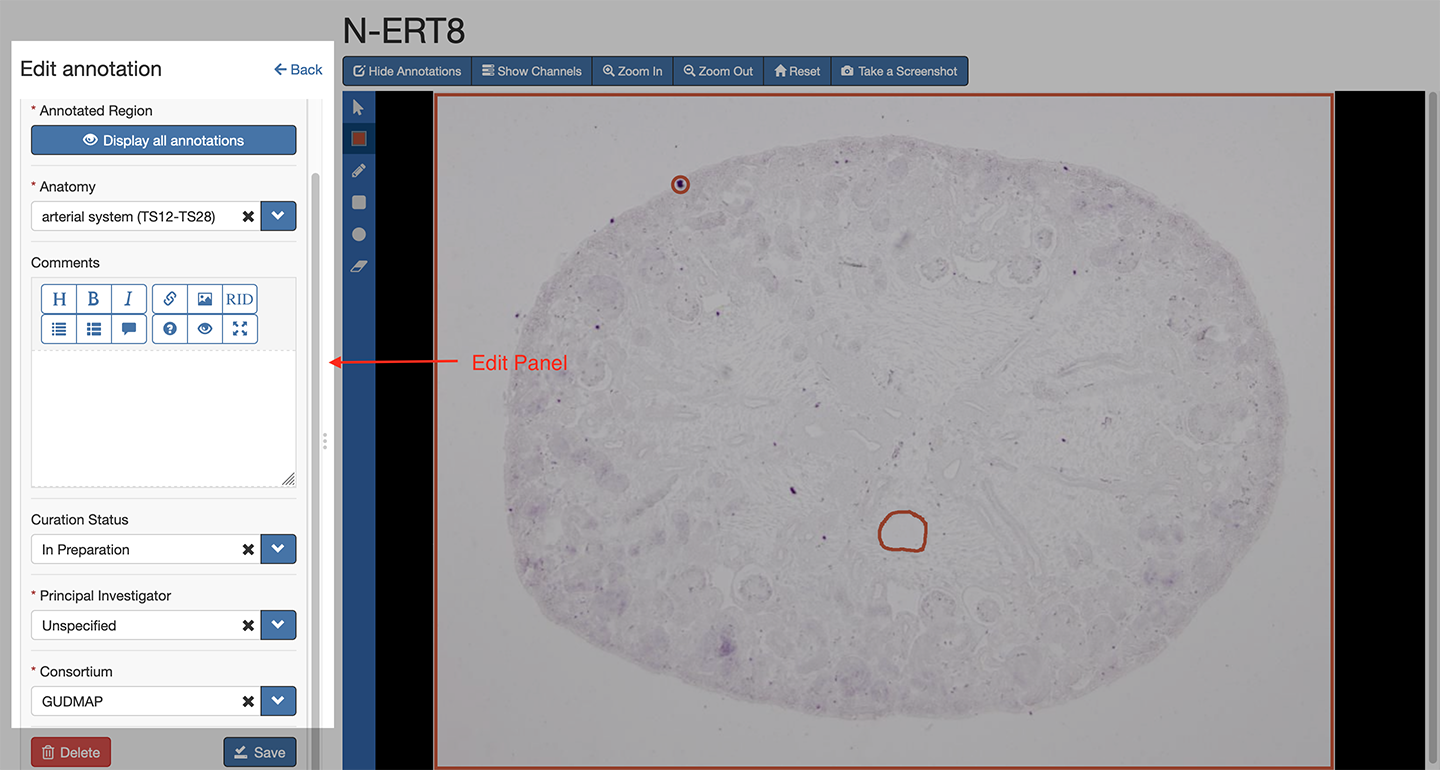 N-ERT8
Edit annotation
Back
Hide Annotations
Show Channels
Zoom In
Zoom Out
Reset
Take a Screenshot
* Annotated Region
Display all annotations
* Anatomy
arterial system (TS12-TS28)
Comments
H B I RID
Edit Panel
Curation Status
In Preparation
* Principal Investigator
Unspecified
* Consortium
GUDMAP
Delete
Save